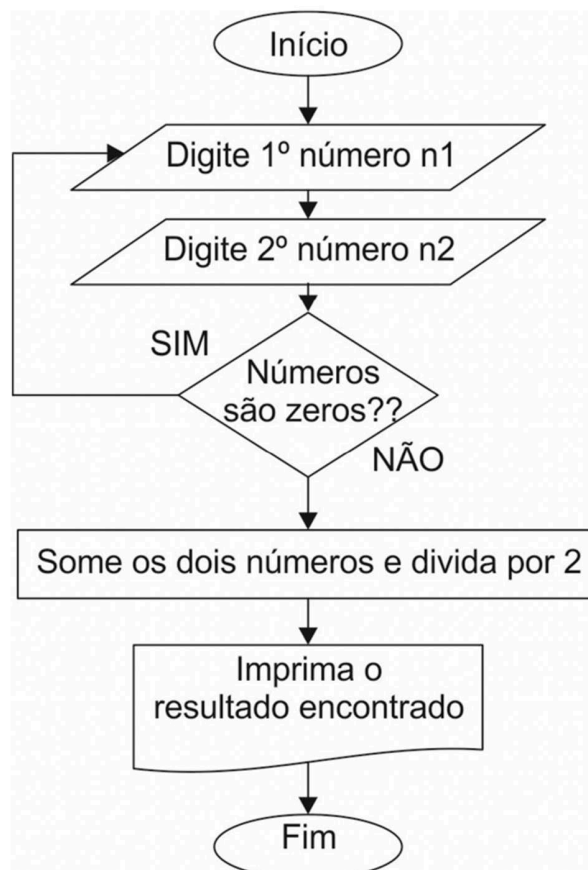 Início
Digite 1º número n1
Digite 2º número n2
SIM
Números
são zeros??
NÃO
Some os dois números e divida por 2
Imprima o
resultado encontrado
Fim